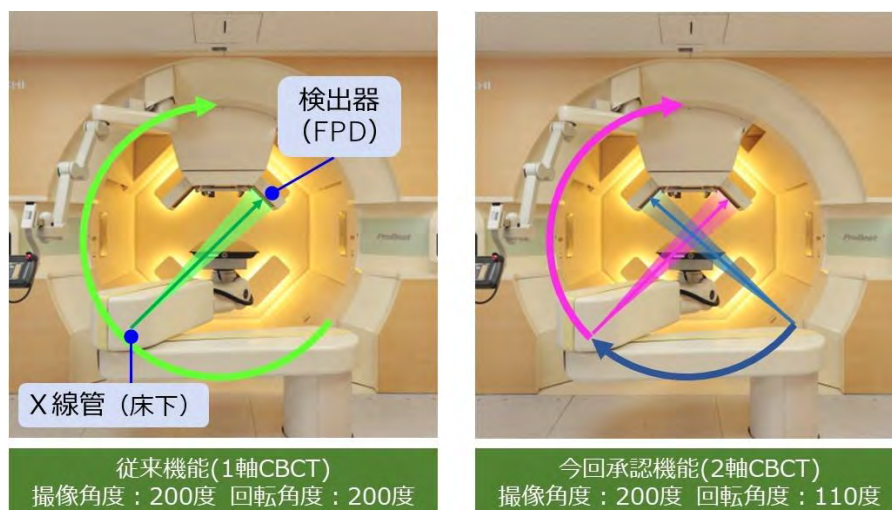 検出器
(FPD)
X線管 (床下)
従来機能(1軸CBCT)
撮像角度:200度 回転角度:200度
HI
ProBeat
今回承認機能(2軸CBCT)
撮像角度:200度 回転角度:110度